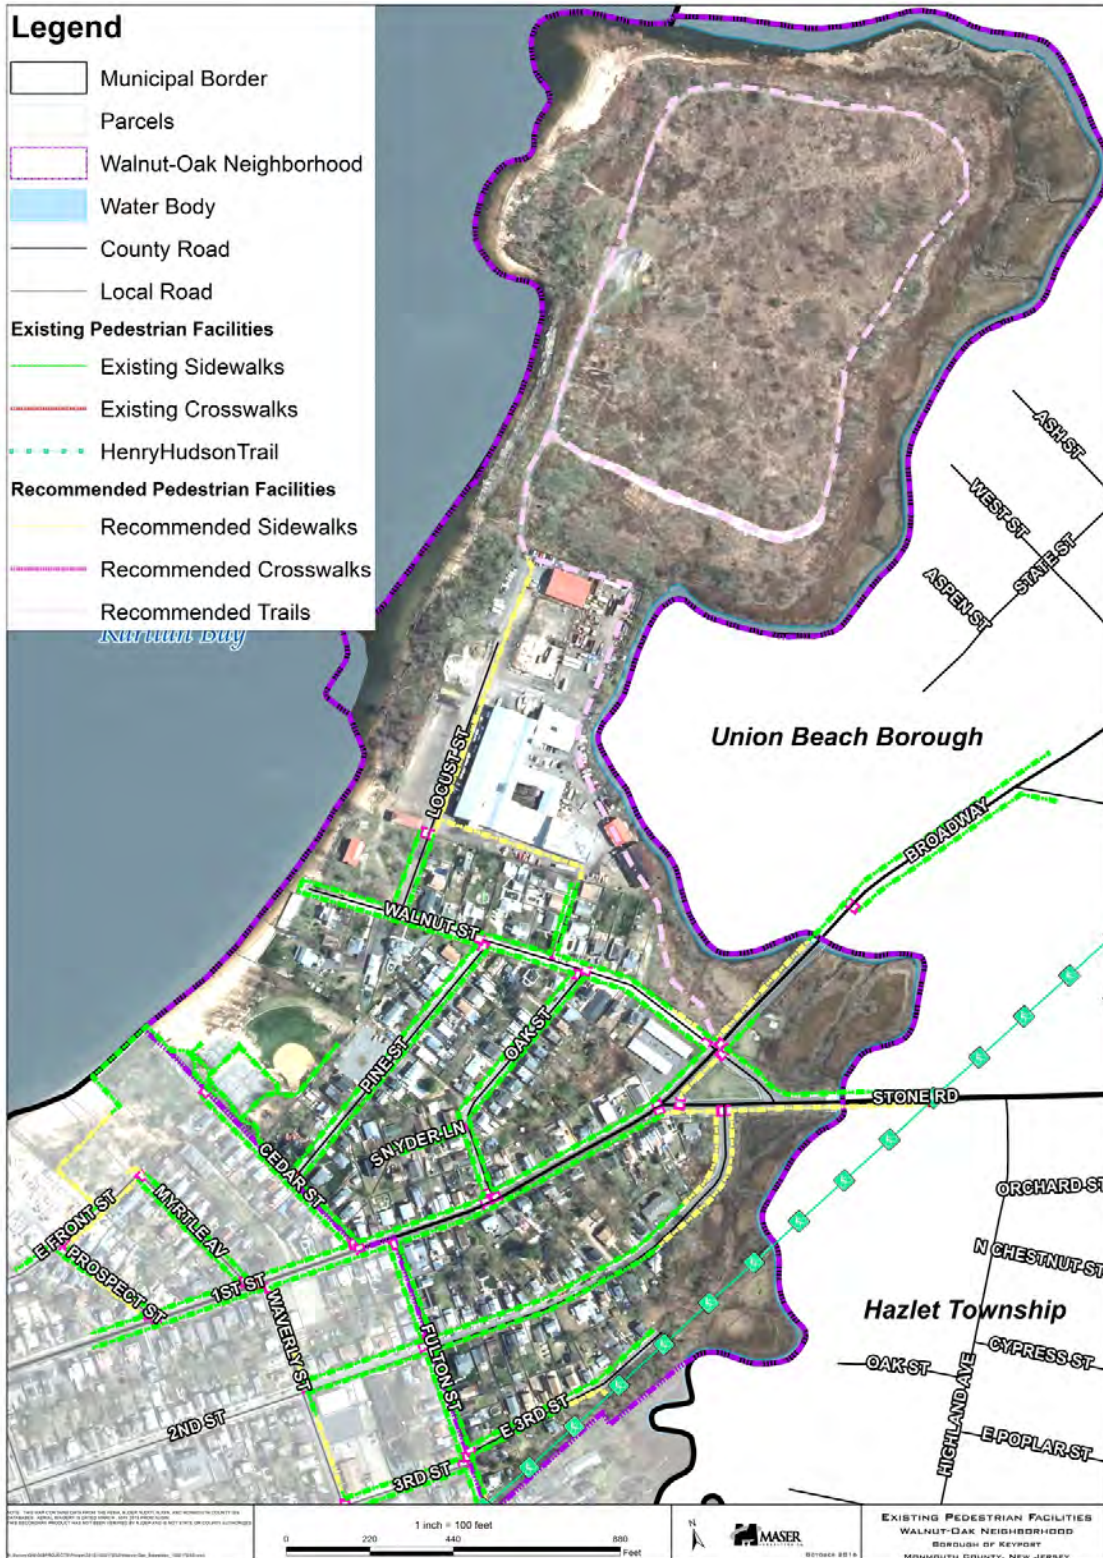 Legend
Municipal Border
Parcels
Walnut-Oak Neighborhood
Water Body
County Road
Local Road
Existing Pedestrian Facilities
Existing Sidewalks
Existing Crosswalks
HenryHudsonTrail
Recommended Pedestrian Facilities
Recommended Sidewalks
Recommended Crosswalks
Recommended Trails
Raritan Bay
ASH ST
WEST ST
STATE ST
ASPEN ST
Union Beach Borough
LOCUST ST
BROADWAY
WALNUT ST
OAK ST
PINE ST
STONE RD
SNYDER LN
CEDAR ST
ORCHARD ST
MYRTLE AV
E FRONT ST
N CHESTNUT ST
PROSPECT ST
1ST ST
Hazlet Township
WAVERLY ST
FULTON ST
CYPRESS ST
OAK ST
HIGHLAND AVE
2ND ST
E 3RD ST
E POPLAR ST
3RD ST
1 inch = 100 feet
0 220 440 880
Feet
N
MASER
EXISTING PEDESTRIAN FACILITIES
WALNUT-OAK NEIGHBORHOOD
BOROUGH OF KEYPORT
MONMOUTH COUNTY, NEW JERSEY